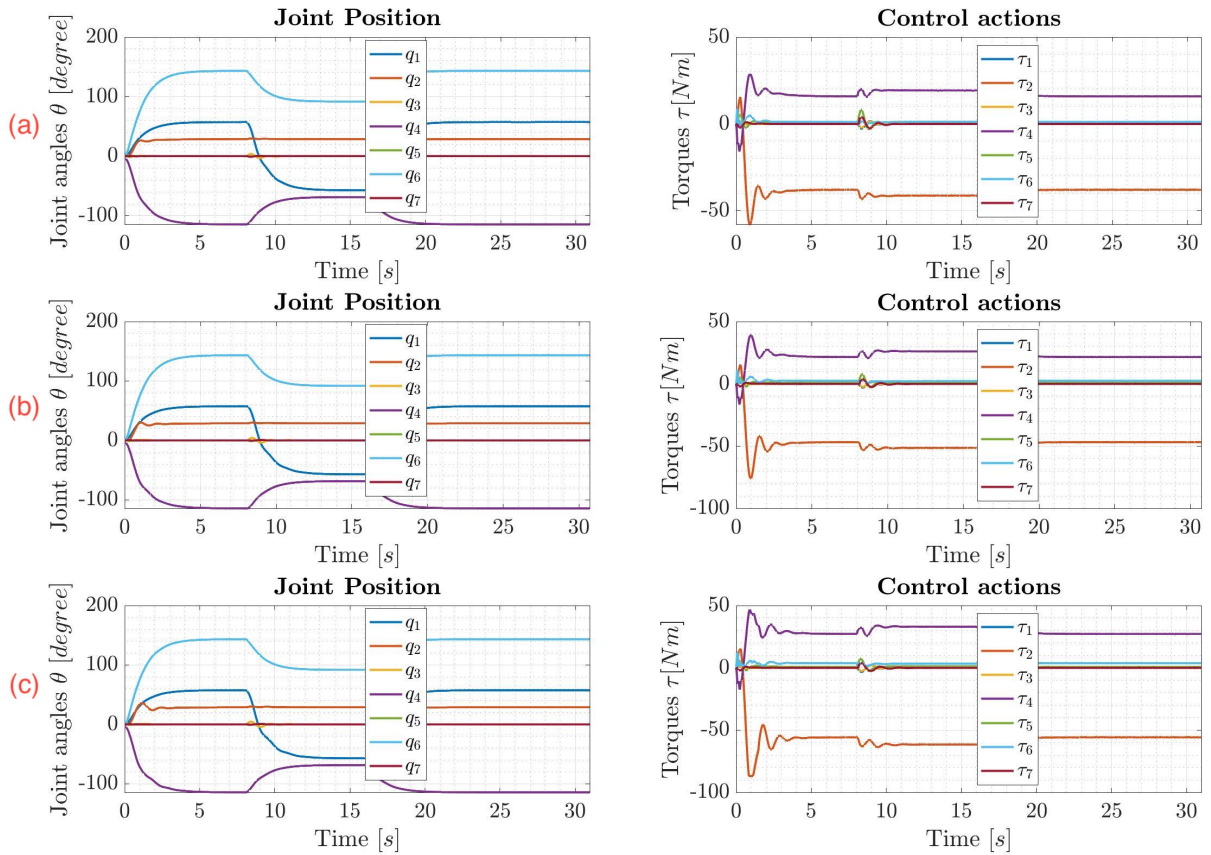 Joint Position
Control actions
(a)
Joint angles θ [degree]
200
100
0
-100
0 5 10 15 20 25 30
Time [s]
q1
q2
q3
q4
q5
q6
q7
Torques τ[Nm]
50
0
-50
0 5 10 15 20 25 30
Time [s]
τ1
τ2
τ3
τ4
τ5
τ6
τ7
Joint Position
Control actions
(b)
Joint angles θ [degree]
200
100
0
-100
0 5 10 15 20 25 30
Time [s]
q1
q2
q3
q4
q5
q6
q7
Torques τ[Nm]
50
0
-50
-100
0 5 10 15 20 25 30
Time [s]
τ1
τ2
τ3
τ4
τ5
τ6
τ7
Joint Position
Control actions
(c)
Joint angles θ [degree]
200
100
0
-100
0 5 10 15 20 25 30
Time [s]
q1
q2
q3
q4
q5
q6
q7
Torques τ[Nm]
50
0
-50
-100
0 5 10 15 20 25 30
Time [s]
τ1
τ2
τ3
τ4
τ5
τ6
τ7